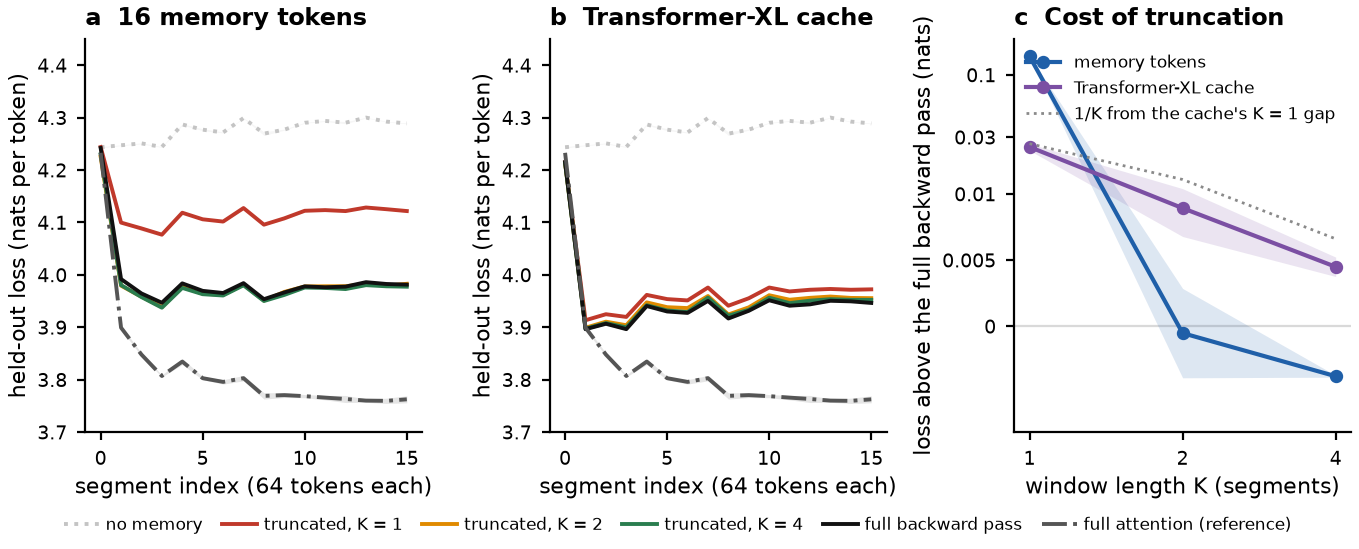 a 16 memory tokens
held-out loss (nats per token)
4.4
4.3
4.2
4.1
4.0
3.9
3.8
3.7
0 5 10 15
segment index (64 tokens each)
b Transformer-XL cache
held-out loss (nats per token)
4.4
4.3
4.2
4.1
4.0
3.9
3.8
3.7
0 5 10 15
segment index (64 tokens each)
c Cost of truncation
loss above the full backward pass (nats)
memory tokens
Transformer-XL cache
1/K from the cache's K = 1 gap
0.1
0.03
0.01
0.005
0
1 2 4
window length K (segments)
no memory truncated, K = 1 truncated, K = 2 truncated, K = 4 full backward pass full attention (reference)